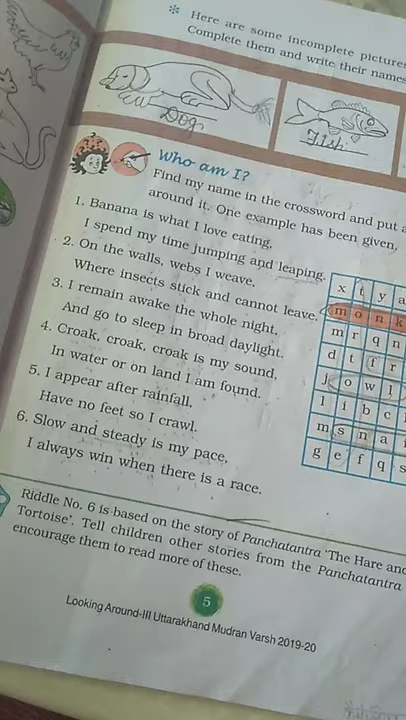 * Here are some incomplete pictures
Complete them and write their names
Dog
Fish
Who am I?
Find my name in the crossword and put a
around it. One example has been given.
1. Banana is what I love eating,
I spend my time jumping and leaping.
2. On the walls, webs I weave,
Where insects stick and cannot leave.
3. I remain awake the whole night,
And go to sleep in broad daylight.
4. Croak, croak, croak is my sound,
In water or on land I am found.
5. I appear after rainfall,
Have no feet so I crawl.
6. Slow and steady is my pace,
I always win when there is a race.
x t y a
m o n k
m r q n
d t f r
j o w l
l i b c
m s n a i
g e f q s
Riddle No. 6 is based on the story of Panchatantra 'The Hare and
Tortoise'. Tell children other stories from the Panchatantra
encourage them to read more of these.
5
Looking Around-III Uttarakhand Mudran Varsh 2019-20